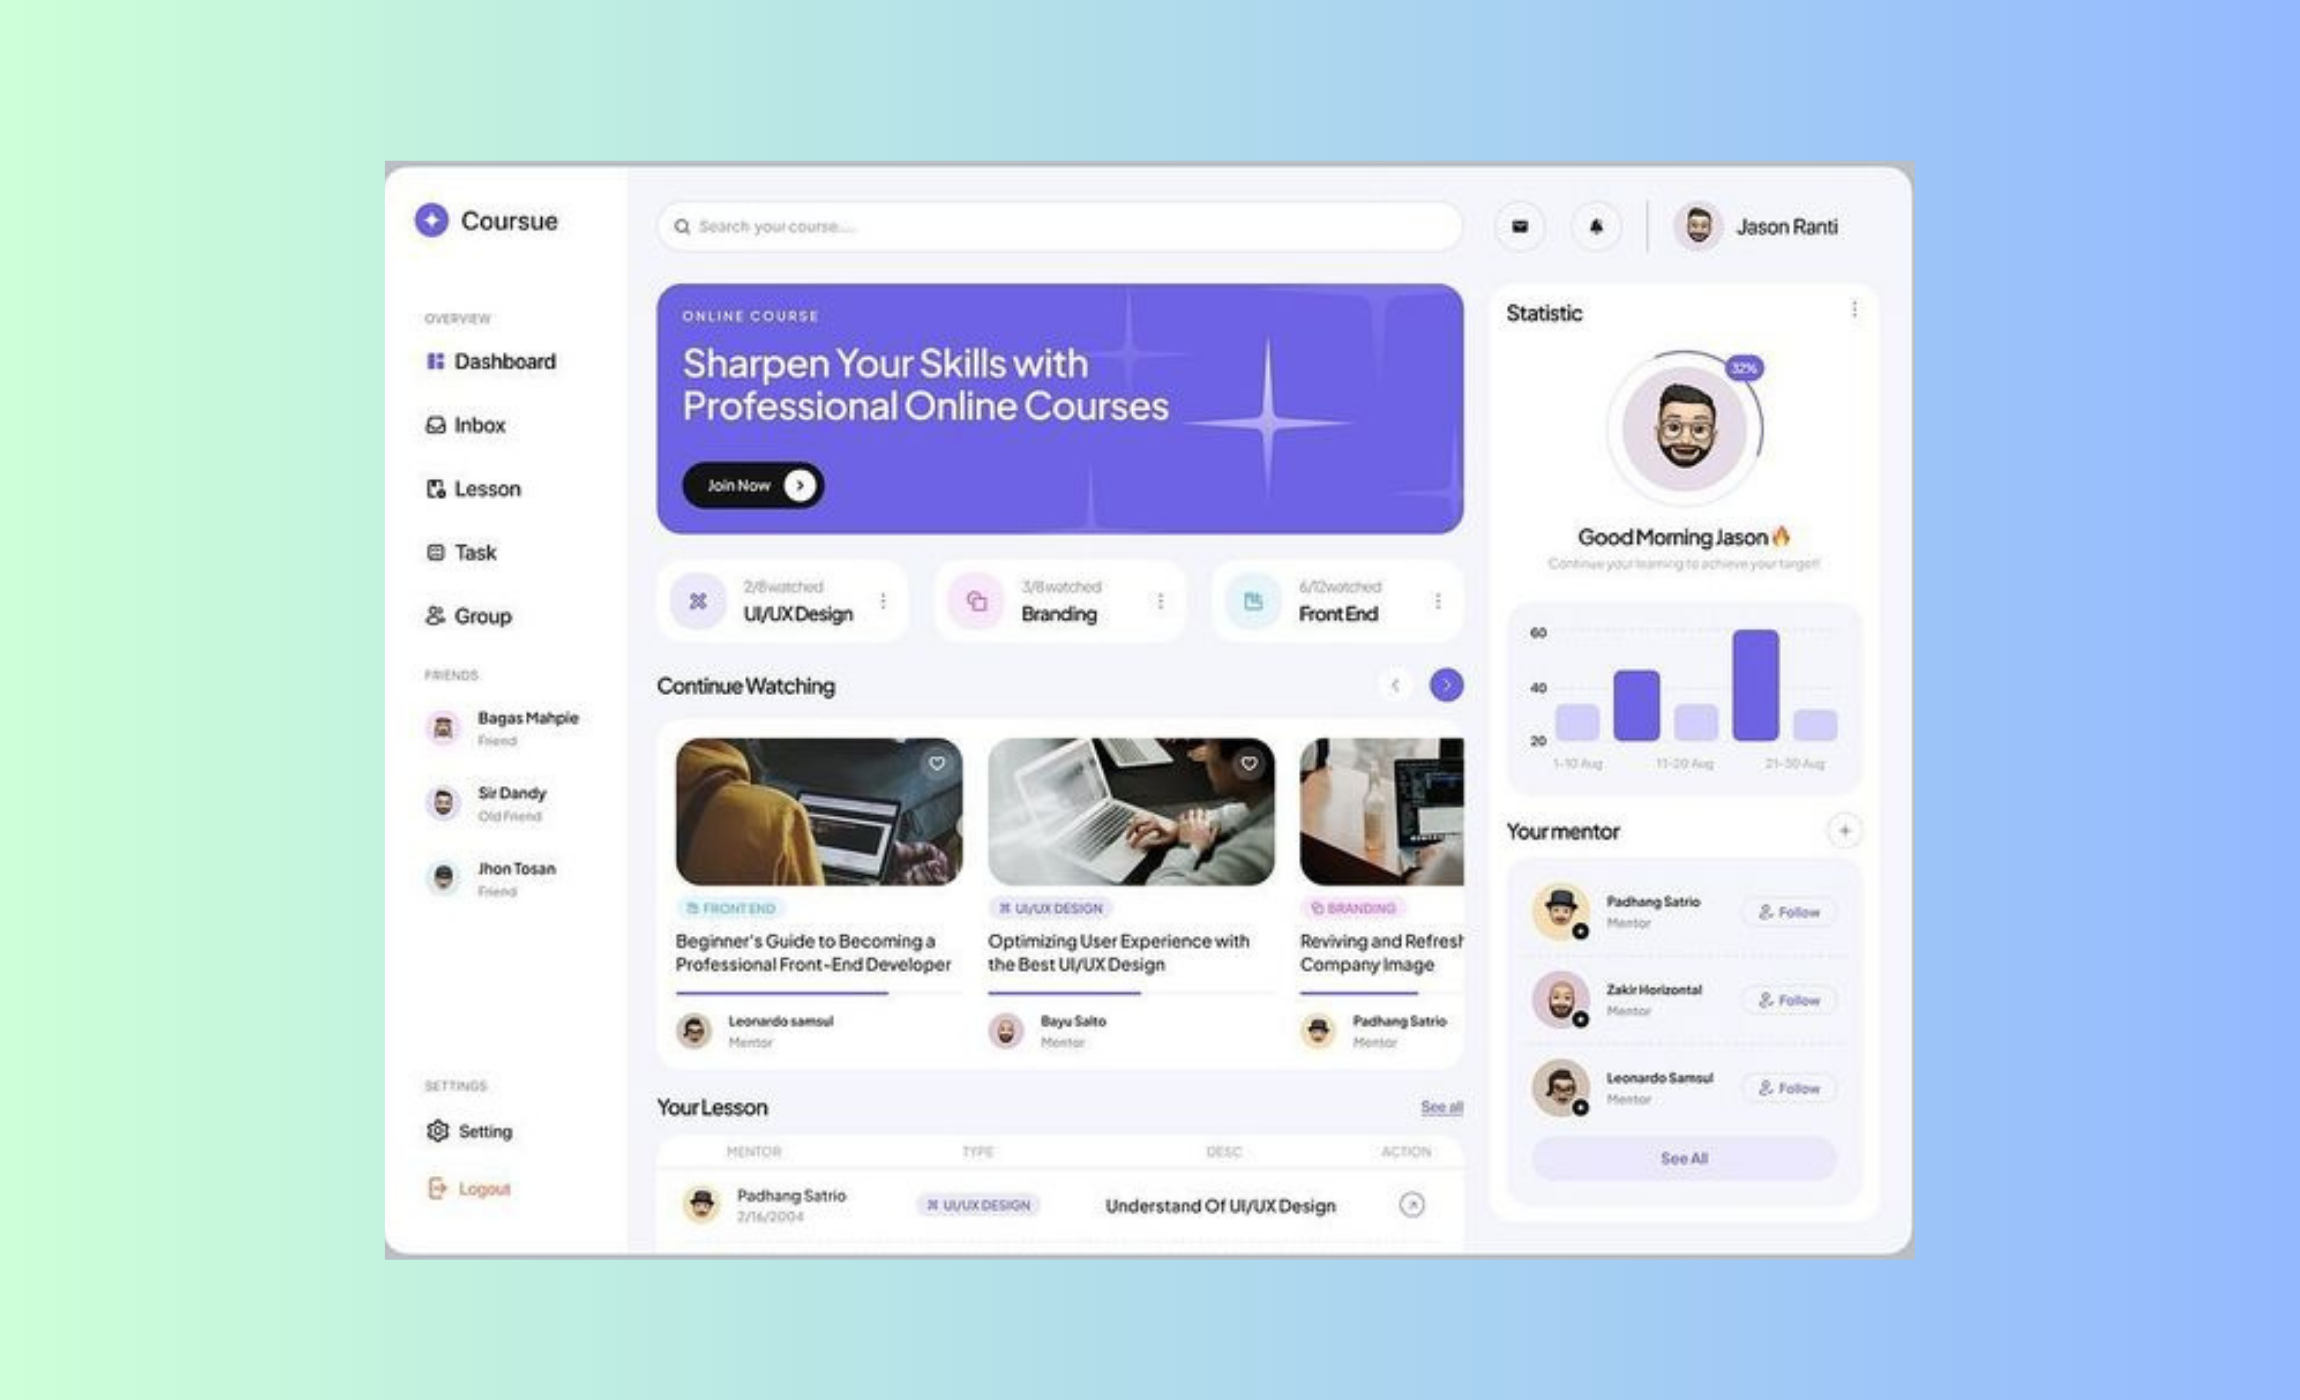 Coursue
OVERVIEW
Dashboard
Inbox
Lesson
Task
Group
FRIENDS
Bagas Mahpie
Friend
Sir Dandy
Old Friend
Jhon Tosan
Friend
SETTINGS
Setting
Logout
Search your course....
ONLINE COURSE
Sharpen Your Skills with
Professional Online Courses
Join Now
2/8 watched
UI/UX Design
3/8 watched
Branding
6/12 watched
Front End
Continue Watching
FRONT END
Beginner's Guide to Becoming a
Professional Front-End Developer
Leonardo samsul
Mentor
UI/UX DESIGN
Optimizing User Experience with
the Best UI/UX Design
Bayu Salto
Mentor
BRANDING
Reviving and Refresh
Company Image
Padhang Satrio
Mentor
Your Lesson
See all
MENTOR TYPE DESC ACTION
Padhang Satrio
2/16/2004
UI/UX DESIGN
Understand Of UI/UX Design
Jason Ranti
Statistic
32%
Good Morning Jason🔥
Continue your learning to achieve your target!
60
40
20
1-10 Aug 11-20 Aug 21-30 Aug
Your mentor
Padhang Satrio
Mentor
Follow
Zakir Horizontal
Mentor
Follow
Leonardo Samsul
Mentor
Follow
See All